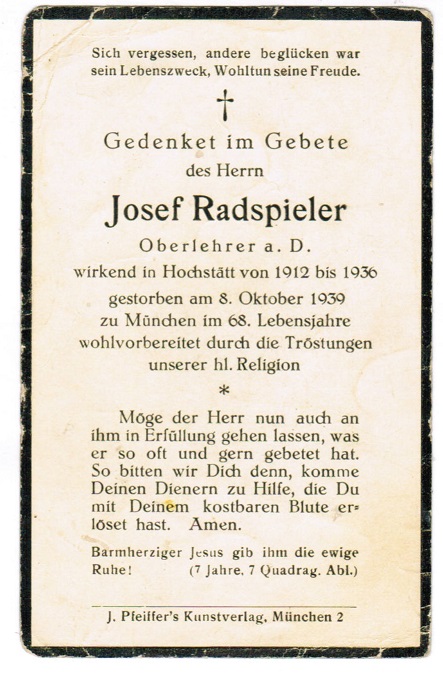 Sich vergessen, andere beglücken war
sein Lebenszweck, Wohltun seine Freude.
†
Gedenket im Gebete
des Herrn
Josef Radspieler
Oberlehrer a. D.
wirkend in Hochstätt von 1912 bis 1936
gestorben am 8. Oktober 1939
zu München im 68. Lebensjahre
wohlvorbereitet durch die Tröstungen
unserer hl. Religion
*
Möge der Herr nun auch an
ihm in Erfüllung gehen lassen, was
er so oft und gern gebetet hat.
So bitten wir Dich denn, komme
Deinen Dienern zu Hilfe, die Du
mit Deinem kostbaren Blute er=
löset hast. Amen.
Barmherziger Jesus gib ihm die ewige
Ruhe! (7 Jahre, 7 Quadrag. Abl.)
J. Pfeiffer's Kunstverlag, München 2